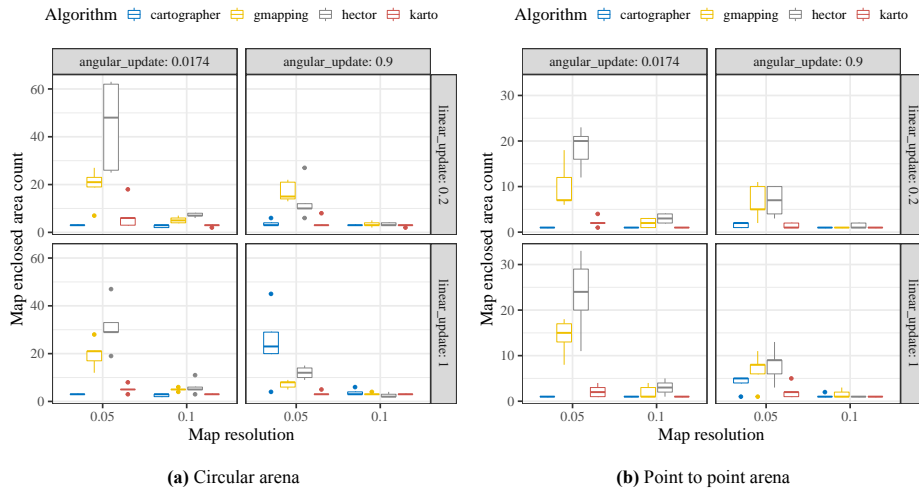 Algorithm cartographer gmapping hector karto
angular_update: 0.0174 angular_update: 0.9
60
40
20
0
linear_update: 0.2
60
40
20
0
linear_update: 1
0.05 0.1 0.05 0.1
Map enclosed area count
Map resolution
(a) Circular arena
Algorithm cartographer gmapping hector karto
angular_update: 0.0174 angular_update: 0.9
30
20
10
0
linear_update: 0.2
30
20
10
0
linear_update: 1
0.05 0.1 0.05 0.1
Map enclosed area count
Map resolution
(b) Point to point arena